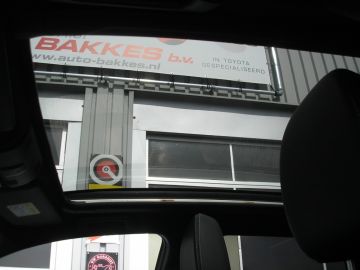 BAKKES b.v.
www.auto-bakkes.nl
IN TOYOTA
GESPECIALISEERD